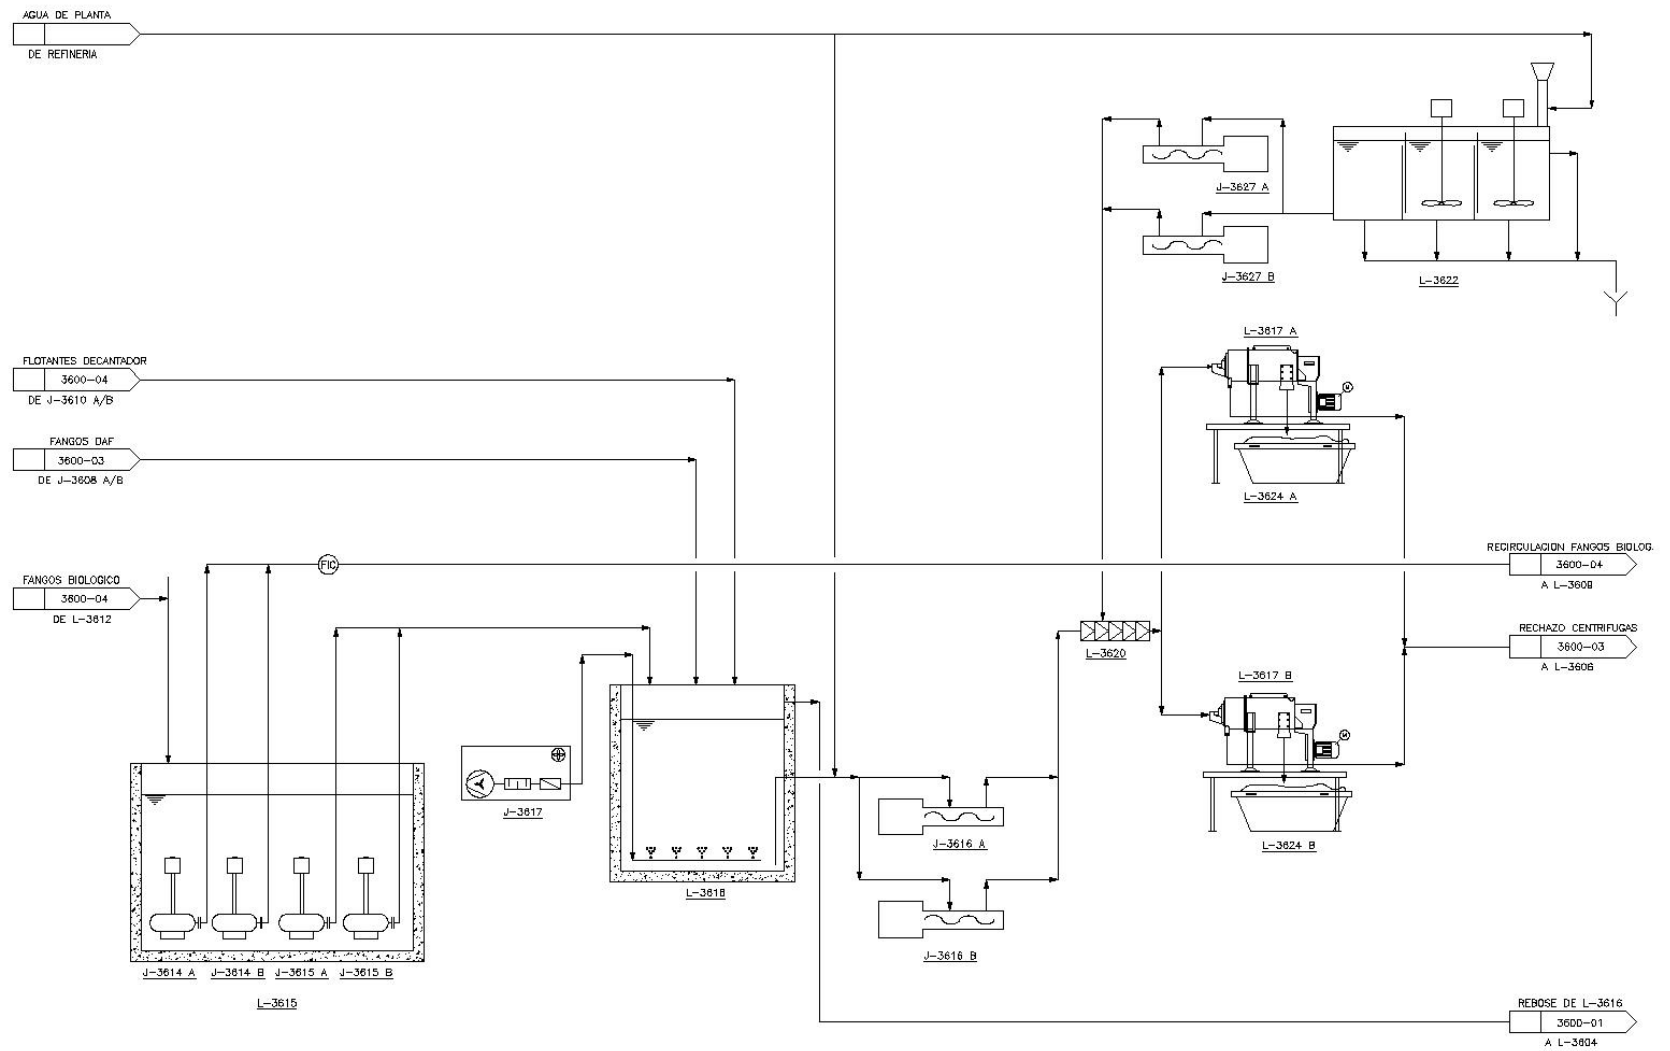 AGUA DE PLANTA
DE REFINERIA
J-3627 A
J-3627 B
L-3622
L-3617 A
M
FLOTANTES DECANTADOR
3600-04
DE J-3610 A/B
FANGOS DAF
3600-03
DE J-3608 A/B
L-3624 A
RECIRCULACION FANGOS BIOLOG.
3600-04
A L-3609
FIC
FANGOS BIOLOGICO
3600-04
DE L-3612
RECHAZO CENTRIFUGAS
3600-03
A L-3606
L-3620
L-3617 B
M
J-3617
J-3616 A
L-3624 B
L-3618
J-3616 B
J-3614 A
J-3614 B
J-3615 A
J-3615 B
L-3615
REBOSE DE L-3616
3600-01
A L-3604